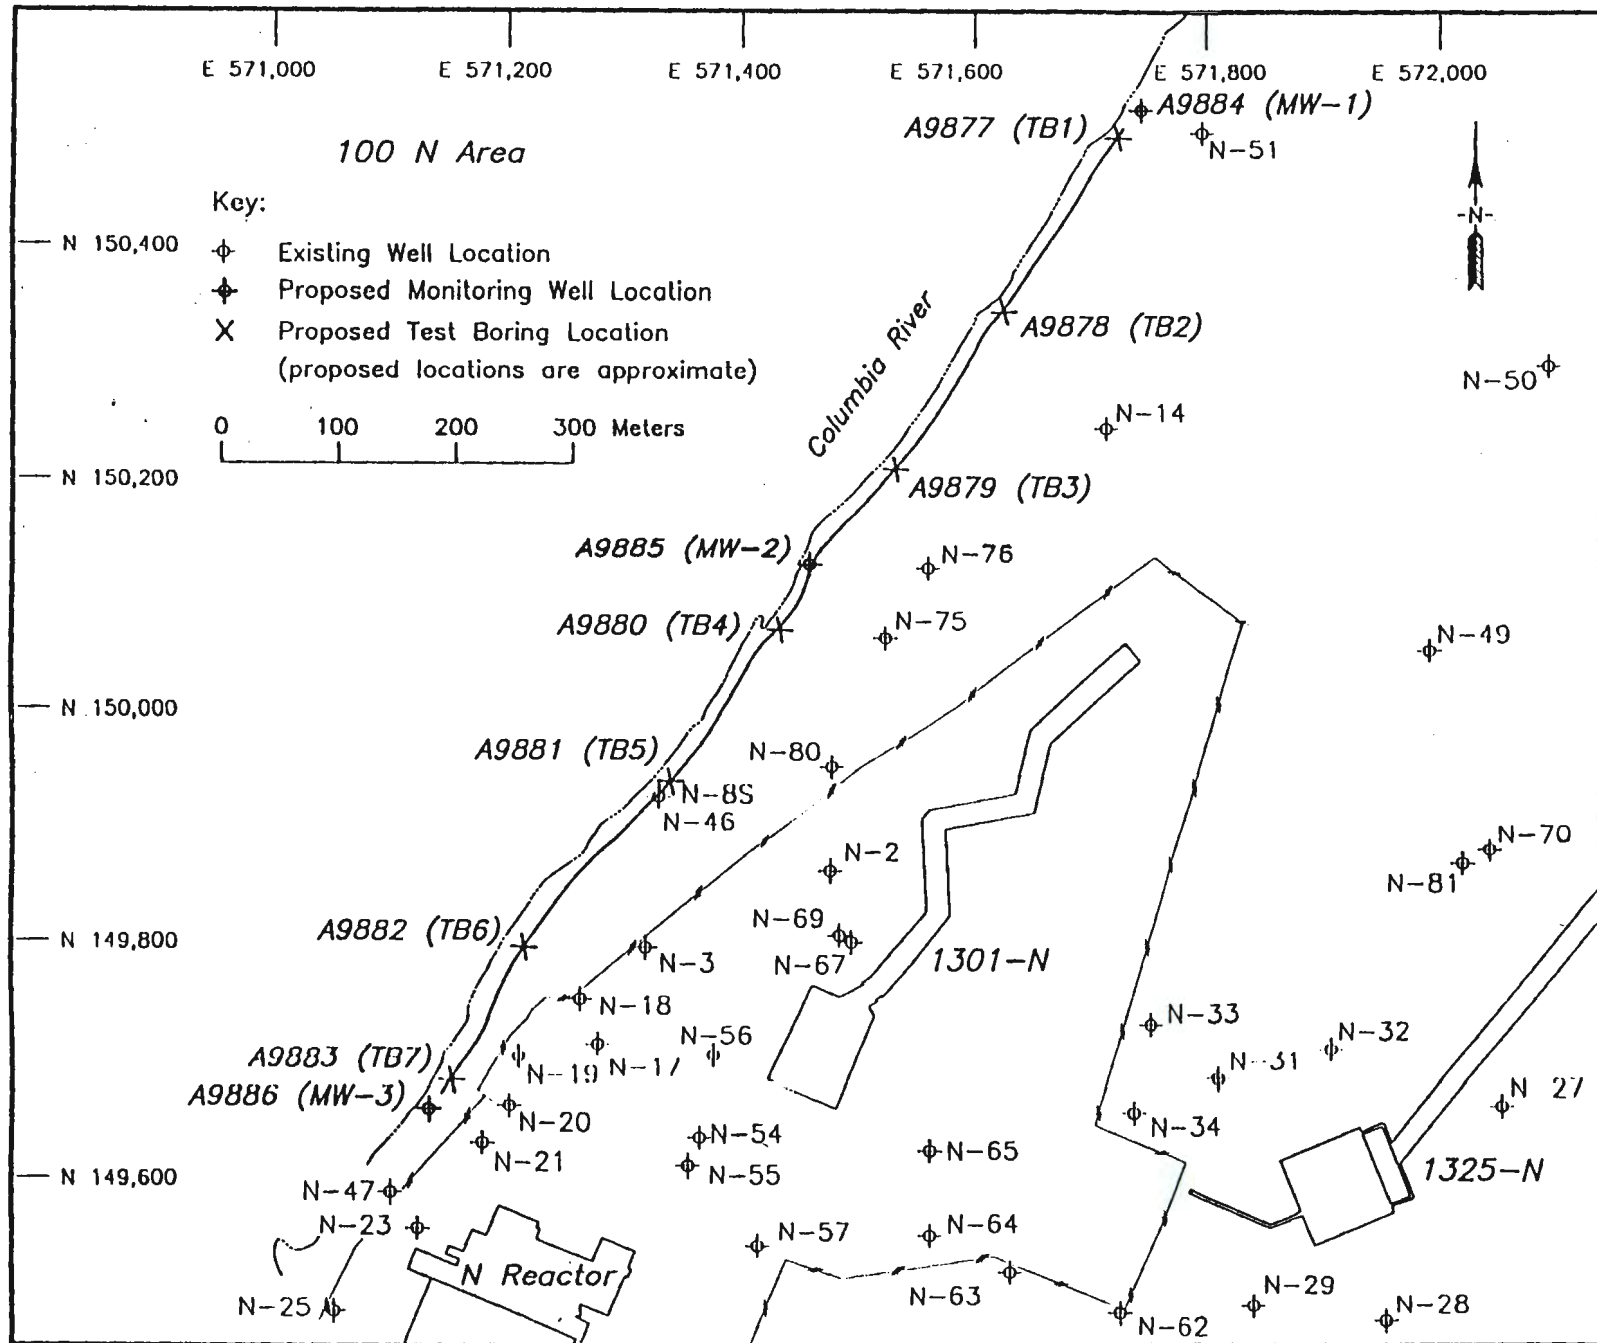 E 571,000
E 571,200
E 571,400
E 571,600
E 571,800
E 572,000
A9884 (MW-1)
A9877 (TB1)
N-51
100 N Area
Key:
-N-
N 150,400
Existing Well Location
Proposed Monitoring Well Location
Proposed Test Boring Location
(proposed locations are approximate)
Columbia River
A9878 (TB2)
N-50
N-14
0 100 200 300 Meters
N 150,200
A9879 (TB3)
A9885 (MW-2)
N-76
A9880 (TB4)
N-75
N-49
N 150,000
A9881 (TB5)
N-80
N-8S
N-46
N-2
N-70
N-81
N-69
A9882 (TB6)
N 149,800
N-3
N-67
1301-N
N-18
N-33
N-56
N-32
A9883 (TB7)
N-19
N-17
N-31
A9886 (MW-3)
N 27
N-20
N-34
N-54
N-21
N-65
N-55
N 149,600
1325-N
N-47
N-23
N-57
N-64
N Reactor
N-63
N-25
N-29
N-28
N-62